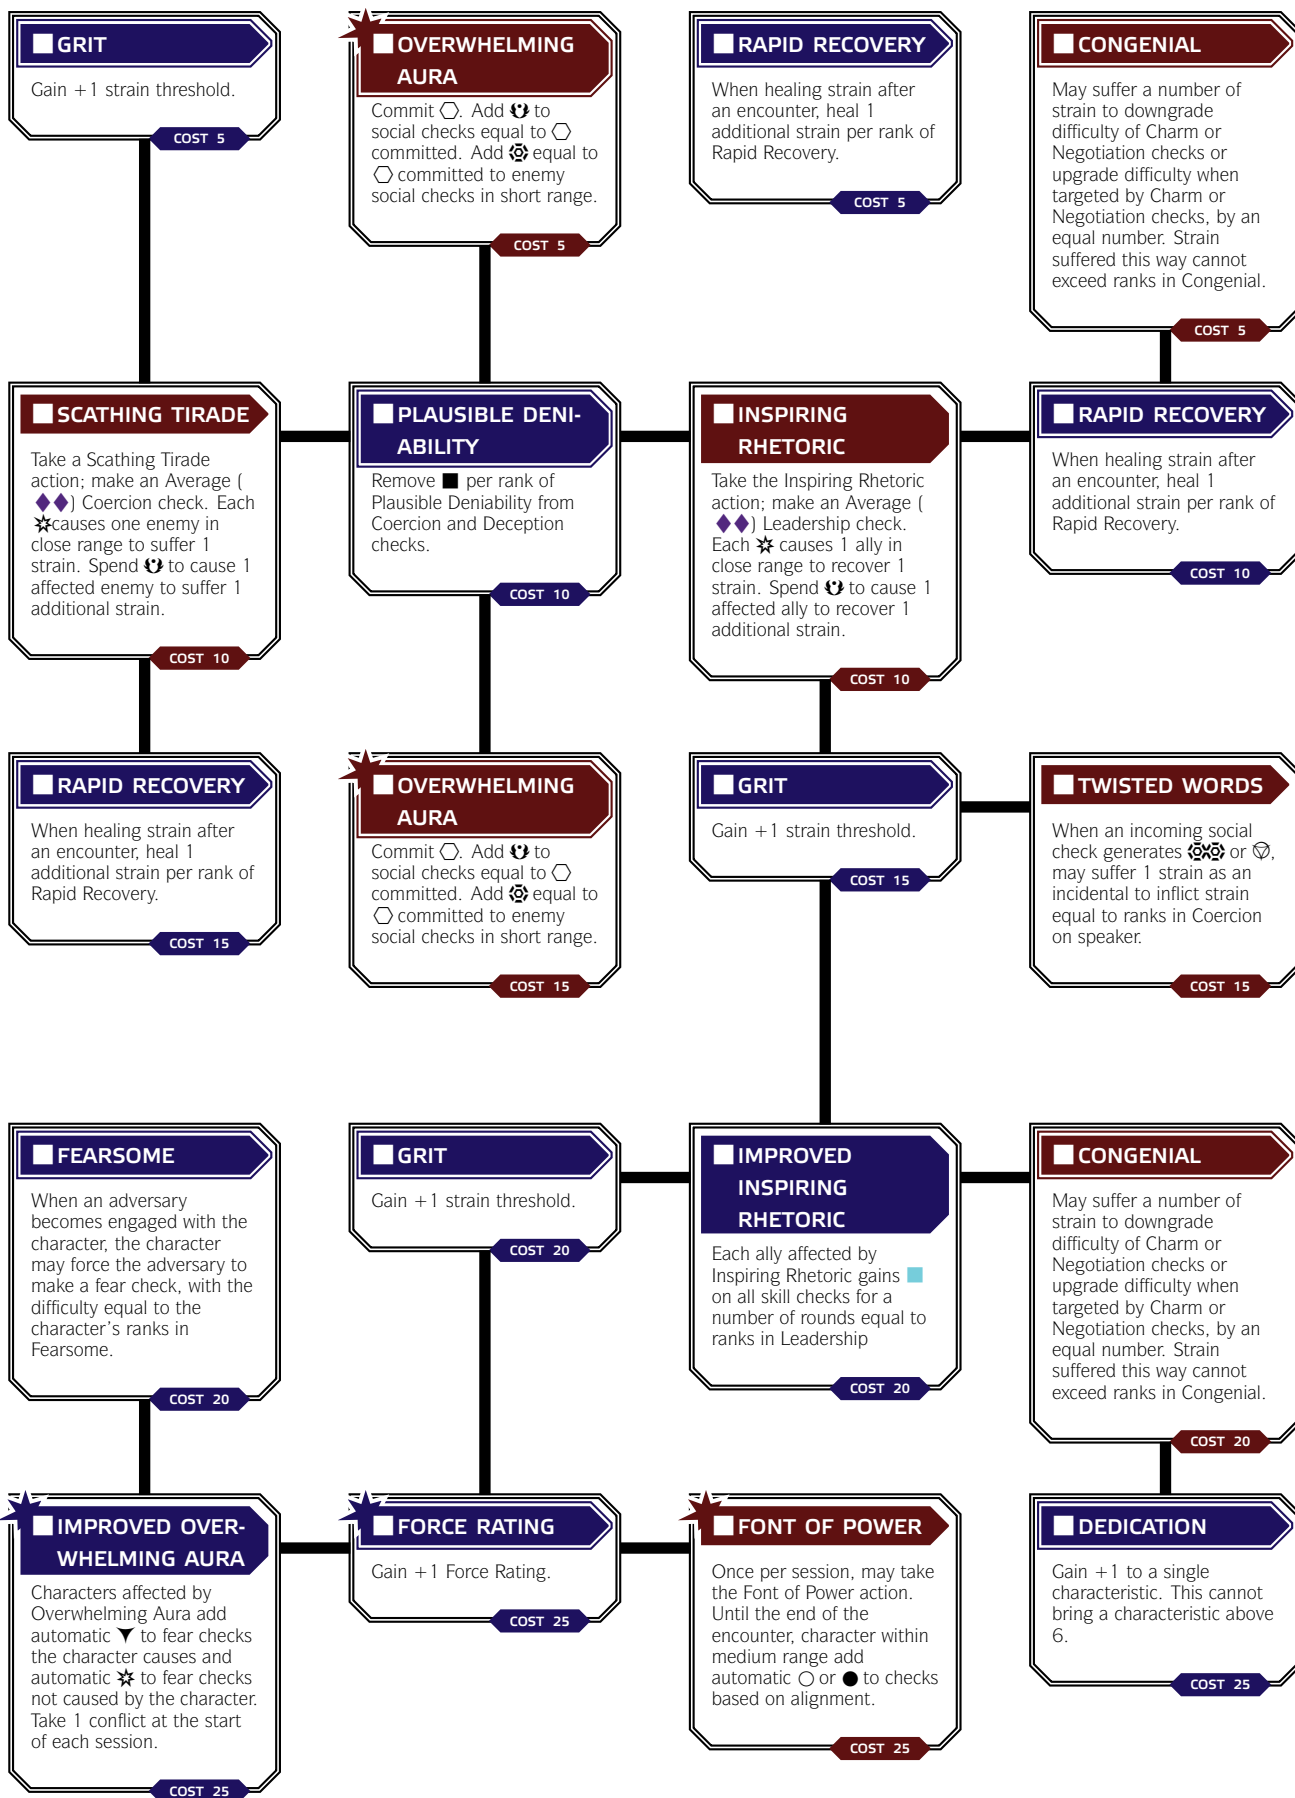 GRIT
Gain +1 strain threshold.
COST 5
OVERWHELMING
AURA
Commit ⬡. Add to
social checks equal to ⬡
committed. Add equal to
⬡ committed to enemy
social checks in short range.
COST 5
RAPID RECOVERY
When healing strain after
an encounter, heal 1
additional strain per rank of
Rapid Recovery.
COST 5
CONGENIAL
May suffer a number of
strain to downgrade
difficulty of Charm or
Negotiation checks or
upgrade difficulty when
targeted by Charm or
Negotiation checks, by an
equal number. Strain
suffered this way cannot
exceed ranks in Congenial.
COST 5
SCATHING TIRADE
Take a Scathing Tirade
action; make an Average (
◆◆) Coercion check. Each
causes one enemy in
close range to suffer 1
strain. Spend to cause 1
affected enemy to suffer 1
additional strain.
COST 10
PLAUSIBLE DENI-
ABILITY
Remove ■ per rank of
Plausible Deniability from
Coercion and Deception
checks.
COST 10
INSPIRING
RHETORIC
Take the Inspiring Rhetoric
action; make an Average (
◆◆) Leadership check.
Each causes 1 ally in
close range to recover 1
strain. Spend to cause 1
affected ally to recover 1
additional strain.
COST 10
RAPID RECOVERY
When healing strain after
an encounter, heal 1
additional strain per rank of
Rapid Recovery.
COST 10
RAPID RECOVERY
When healing strain after
an encounter, heal 1
additional strain per rank of
Rapid Recovery.
COST 15
OVERWHELMING
AURA
Commit ⬡. Add to
social checks equal to ⬡
committed. Add equal to
⬡ committed to enemy
social checks in short range.
COST 15
GRIT
Gain +1 strain threshold.
COST 15
TWISTED WORDS
When an incoming social
check generates or ,
may suffer 1 strain as an
incidental to inflict strain
equal to ranks in Coercion
on speaker.
COST 15
FEARSOME
When an adversary
becomes engaged with the
character, the character
may force the adversary to
make a fear check, with the
difficulty equal to the
character's ranks in
Fearsome.
COST 20
GRIT
Gain +1 strain threshold.
COST 20
IMPROVED
INSPIRING
RHETORIC
Each ally affected by
Inspiring Rhetoric gains ■
on all skill checks for a
number of rounds equal to
ranks in Leadership
COST 20
CONGENIAL
May suffer a number of
strain to downgrade
difficulty of Charm or
Negotiation checks or
upgrade difficulty when
targeted by Charm or
Negotiation checks, by an
equal number. Strain
suffered this way cannot
exceed ranks in Congenial.
COST 20
IMPROVED OVER-
WHELMING AURA
Characters affected by
Overwhelming Aura add
automatic to fear checks
the character causes and
automatic to fear checks
not caused by the character.
Take 1 conflict at the start
of each session.
COST 25
FORCE RATING
Gain +1 Force Rating.
COST 25
FONT OF POWER
Once per session, may take
the Font of Power action.
Until the end of the
encounter, character within
medium range add
automatic ○ or ● to checks
based on alignment.
COST 25
DEDICATION
Gain +1 to a single
characteristic. This cannot
bring a characteristic above
6.
COST 25